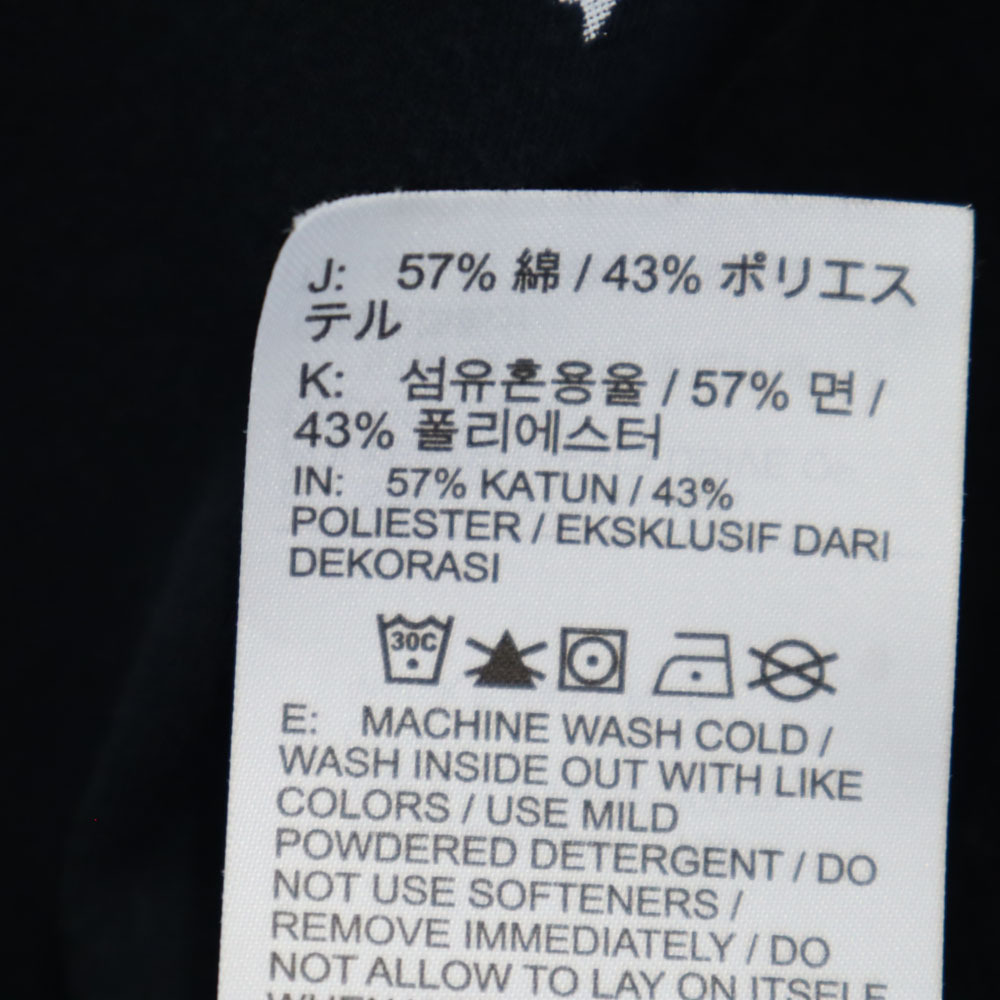 J: 57% 綿 / 43% ポリエス
テル
K: 섬유혼용율 / 57% 면 /
43% 폴리에스터
IN: 57% KATUN / 43%
POLIESTER / EKSKLUSIF DARI
DEKORASI
30C
E: MACHINE WASH COLD /
WASH INSIDE OUT WITH LIKE
COLORS / USE MILD
POWDERED DETERGENT / DO
NOT USE SOFTENERS /
REMOVE IMMEDIATELY / DO
NOT ALLOW TO LAY ON ITSELF